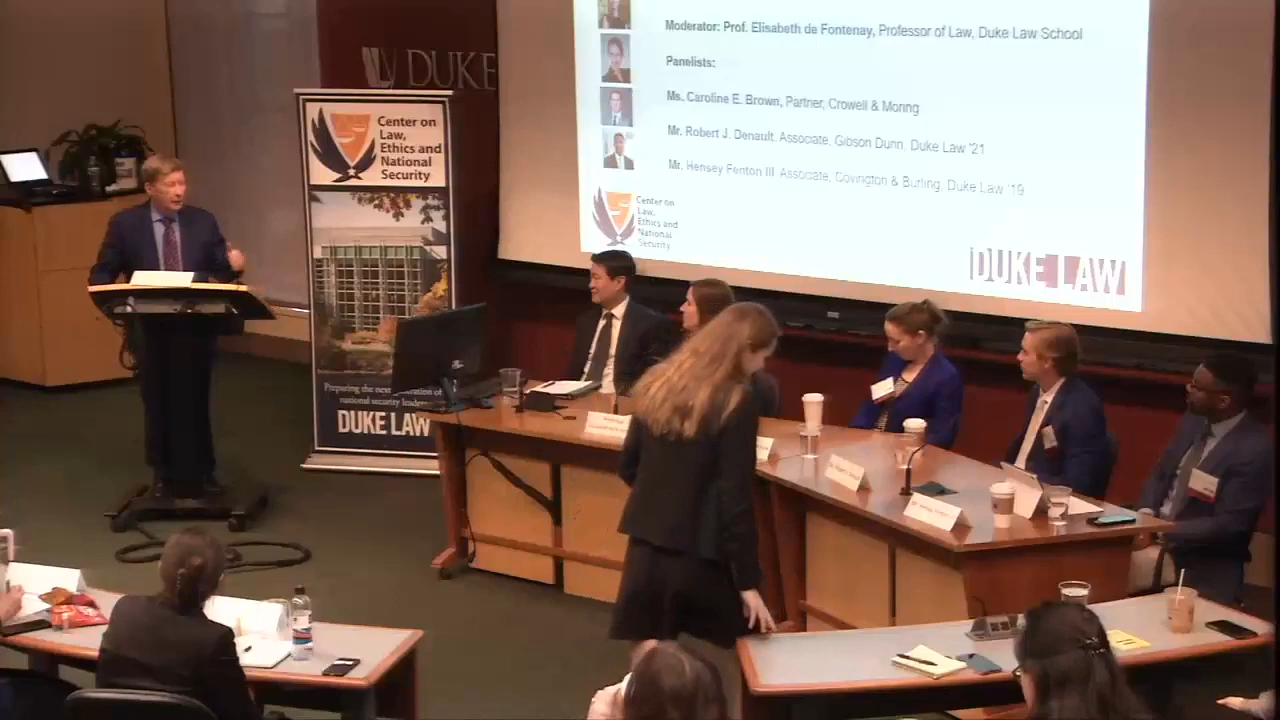 Moderator: Prof. Elisabeth de Fontenay, Professor of Law, Duke Law School
Panelists:
Ms. Caroline E. Brown, Partner, Crowell & Moring
Mr. Robert J. Denault, Associate, Gibson Dunn, Duke Law '21
Mr. Hensey Fenton III Associate, Covington & Burling, Duke Law '19
Center on
Law,
Ethics and
National
Security
DUKE LAW
DUKE
Center on
Law,
Ethics and
National
Security
Preparing the next generation of
national security leaders
DUKE LAW